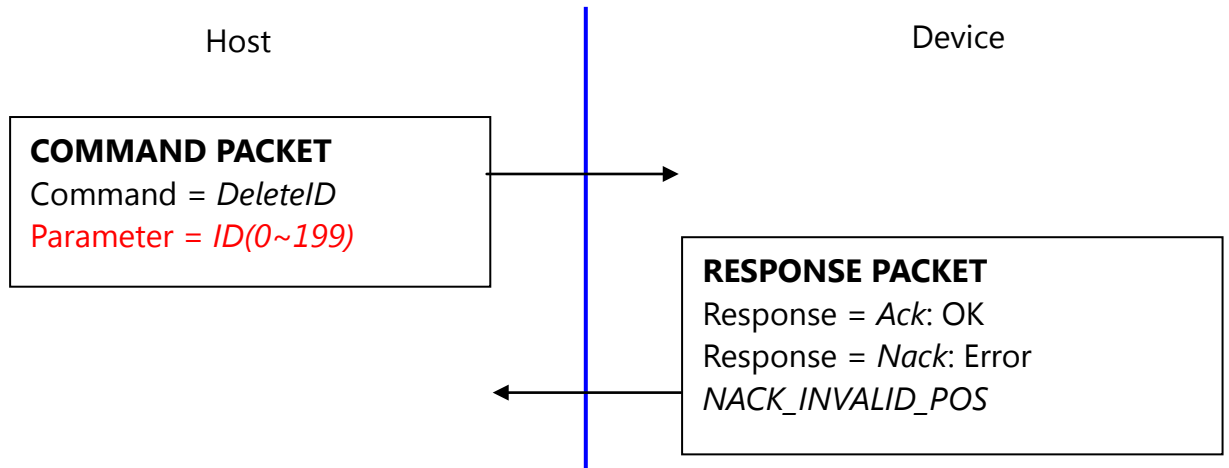 Host
Device
COMMAND PACKET
Command = DeleteID
Parameter = ID(0~199)
RESPONSE PACKET
Response = Ack: OK
Response = Nack: Error
NACK_INVALID_POS